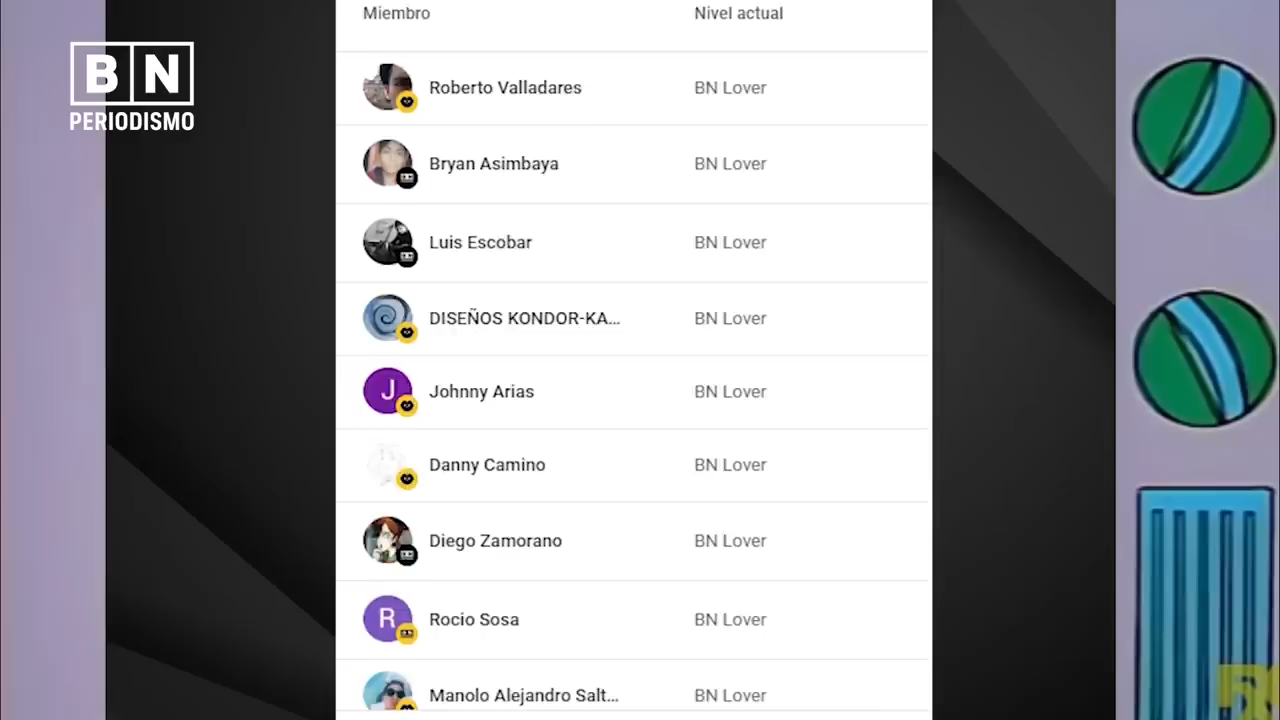 BN
PERIODISMO
Miembro Nivel actual
Roberto Valladares BN Lover
Bryan Asimbaya BN Lover
Luis Escobar BN Lover
DISEÑOS KONDOR-KA... BN Lover
J Johnny Arias BN Lover
Danny Camino BN Lover
Diego Zamorano BN Lover
R Rocio Sosa BN Lover
Manolo Alejandro Salt... BN Lover